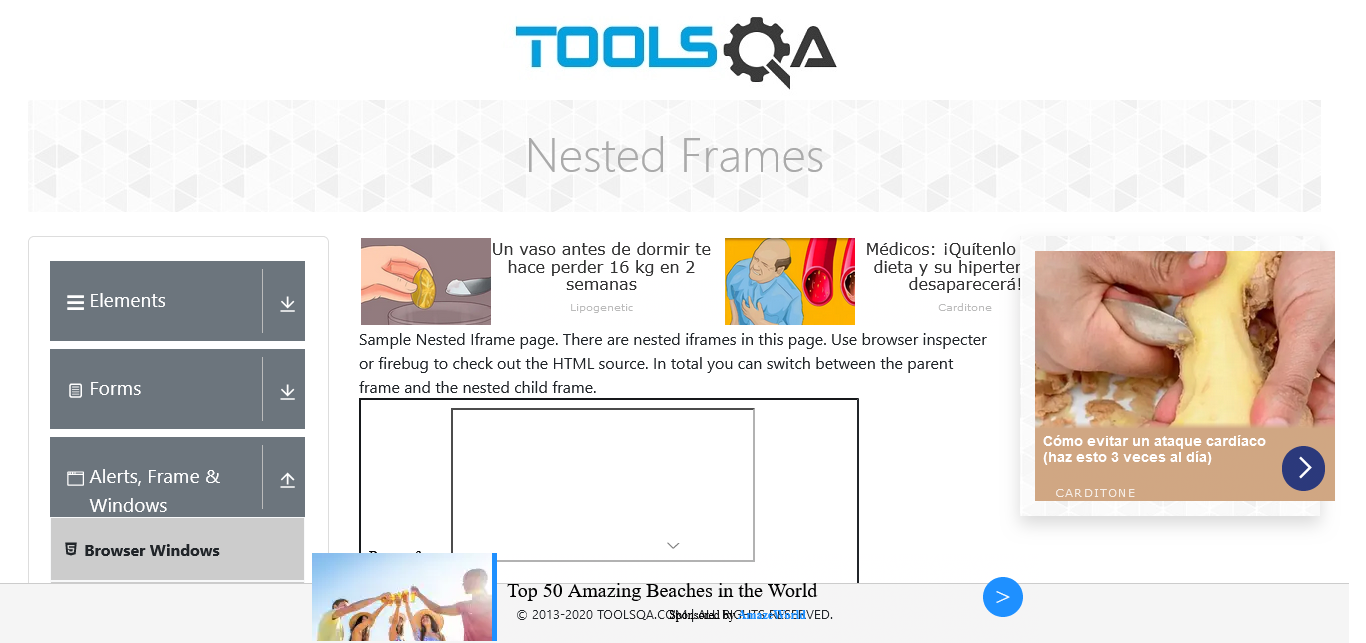 TOOLSQA
Nested Frames
Elements
Forms
Alerts, Frame &
Windows
Browser Windows
Un vaso antes de dormir te
hace perder 16 kg en 2
semanas
Lipogenetic
Médicos: ¡Quítenlo
dieta y su hiperter
desaparecerá!
Carditone
Sample Nested Iframe page. There are nested iframes in this page. Use browser inspecter
or firebug to check out the HTML source. In total you can switch between the parent
frame and the nested child frame.
Cómo evitar un ataque cardíaco
(haz esto 3 veces al día)
CARDITONE
Top 50 Amazing Beaches in the World
© 2013-2020 TOOLSQA.COM ALL RIGHTS RESERVED.
Sponsored by